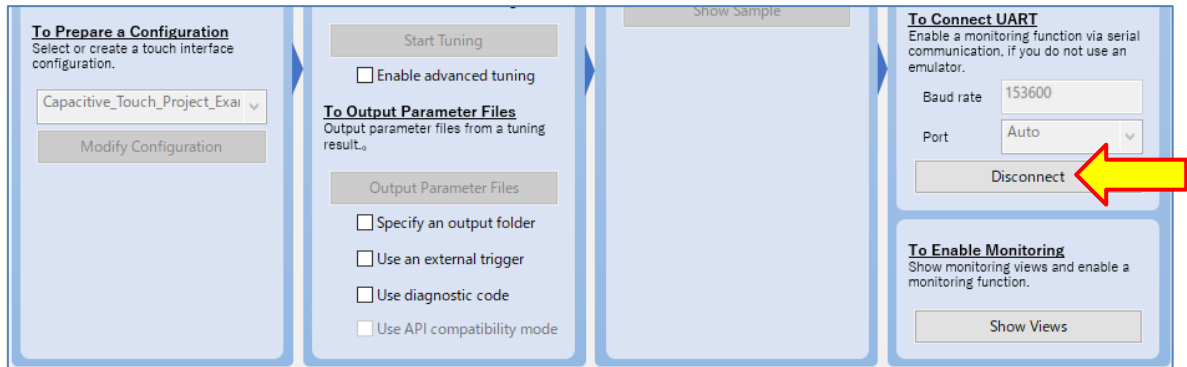 To Prepare a Configuration
Select or create a touch interface
configuration.
Capacitive_Touch_Project_Exar
Modify Configuration
Start Tuning
Enable advanced tuning
To Output Parameter Files
Output parameter files from a tuning
result.。
Output Parameter Files
Specify an output folder
Use an external trigger
Use diagnostic code
Use API compatibility mode
Show Sample
To Connect UART
Enable a monitoring function via serial
communication, if you do not use an
emulator.
Baud rate 153600
Port Auto
Disconnect
To Enable Monitoring
Show monitoring views and enable a
monitoring function.
Show Views